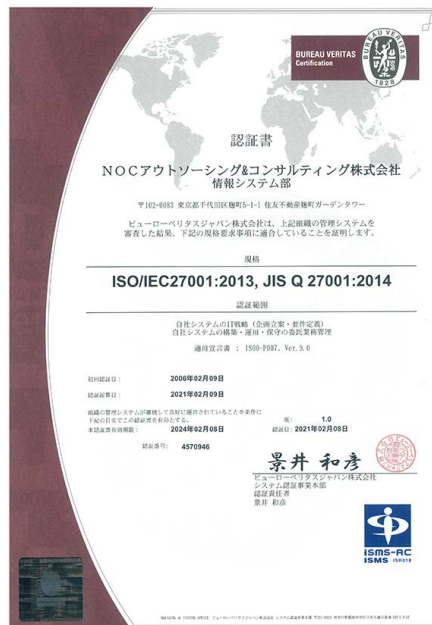 BUREAU VERITAS
Certification
BUREAU VERITAS
1828
認証書
NOCアウトソーシング&コンサルティング株式会社
情報システム部
〒102-0083 東京都千代田区麹町5-1-1 住友不動産麹町ガーデンタワー
ビューローベリタスジャパン株式会社は、上記組織の管理システムを
審査した結果、下記の規格要求事項に適合していることを証明します。
規格
ISO/IEC27001:2013, JIS Q 27001:2014
認証範囲
自社システムのIT戦略（企画立案・要件定義）
自社システムの構築・運用・保守の委託業務管理
適用宣言書 : IS00-P007, Ver.9.0
初回認証日: 2006年02月09日
認証起算日: 2021年02月09日
組織の管理システムが継続して良好に運営されていることを条件に
下記の日までこの認証書を有効とする。
本認証書有効期限: 2024年02月08日
版: 1.0
発行日: 2021年02月08日
認証番号: 4570946
景井 和彦
ビューローベリタスジャパン株式会社
システム認証事業本部
認証責任者
景井 和彦
ISMS-AC
ISMS ISR018